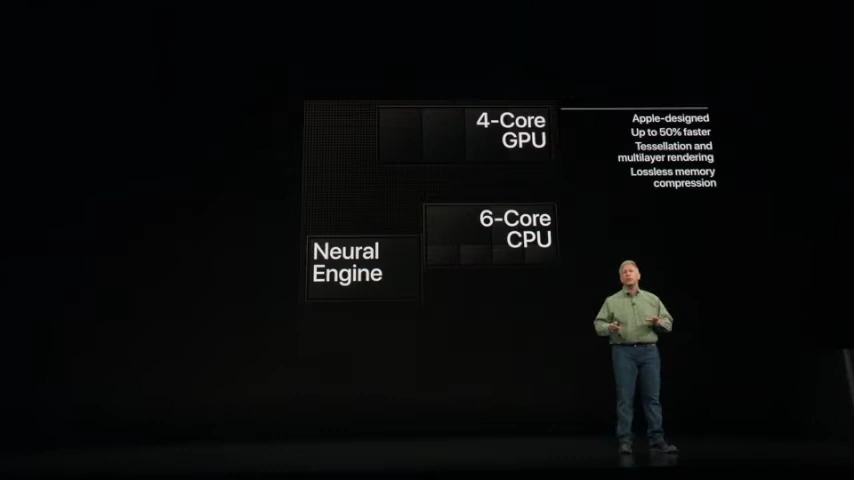 4-Core
GPU
Apple-designed
Up to 50% faster
Tessellation and
multilayer rendering
Lossless memory
compression
6-Core
CPU
Neural
Engine